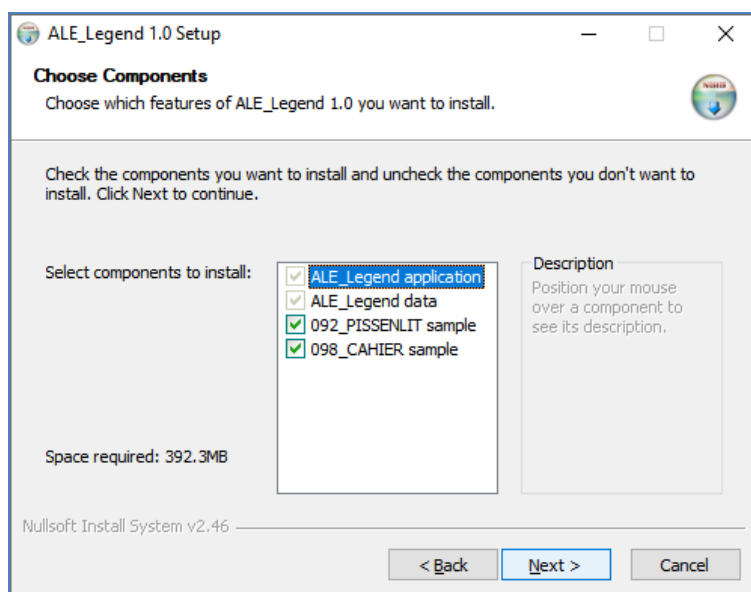 ALE_Legend 1.0 Setup
Choose Components
Choose which features of ALE_Legend 1.0 you want to install.
Check the components you want to install and uncheck the components you don't want to
install. Click Next to continue.
Select components to install:
ALE_Legend application
ALE_Legend data
092_PISSENLIT sample
098_CAHIER sample
Description
Position your mouse
over a component to
see its description.
Space required: 392.3MB
Nullsoft Install System v2.46
< Back
Next >
Cancel